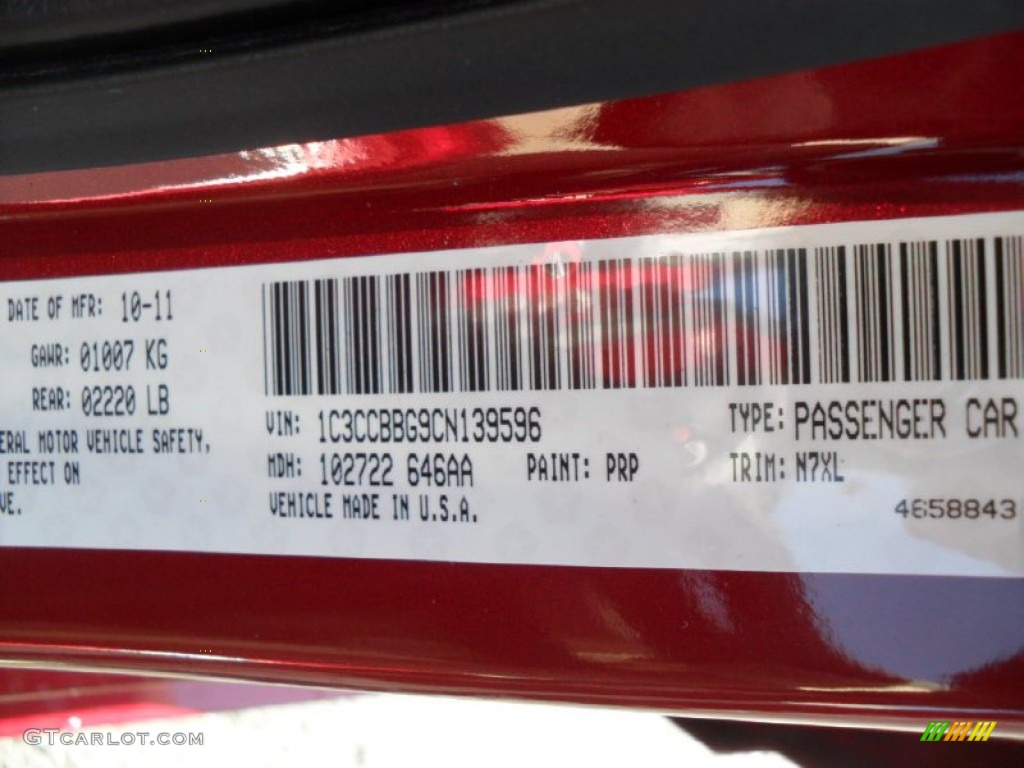 DATE OF MFR: 10-11
GAWR: 01007 KG
REAR: 02220 LB
ERAL MOTOR VEHICLE SAFETY,
EFFECT ON
VE.
VIN: 1C3CCBBG9CN139596
TYPE: PASSENGER CAR
MDH: 102722 646AA PAINT: PRP
TRIM: N7XL
VEHICLE MADE IN U.S.A.
4658843
GTCARLOT.COM